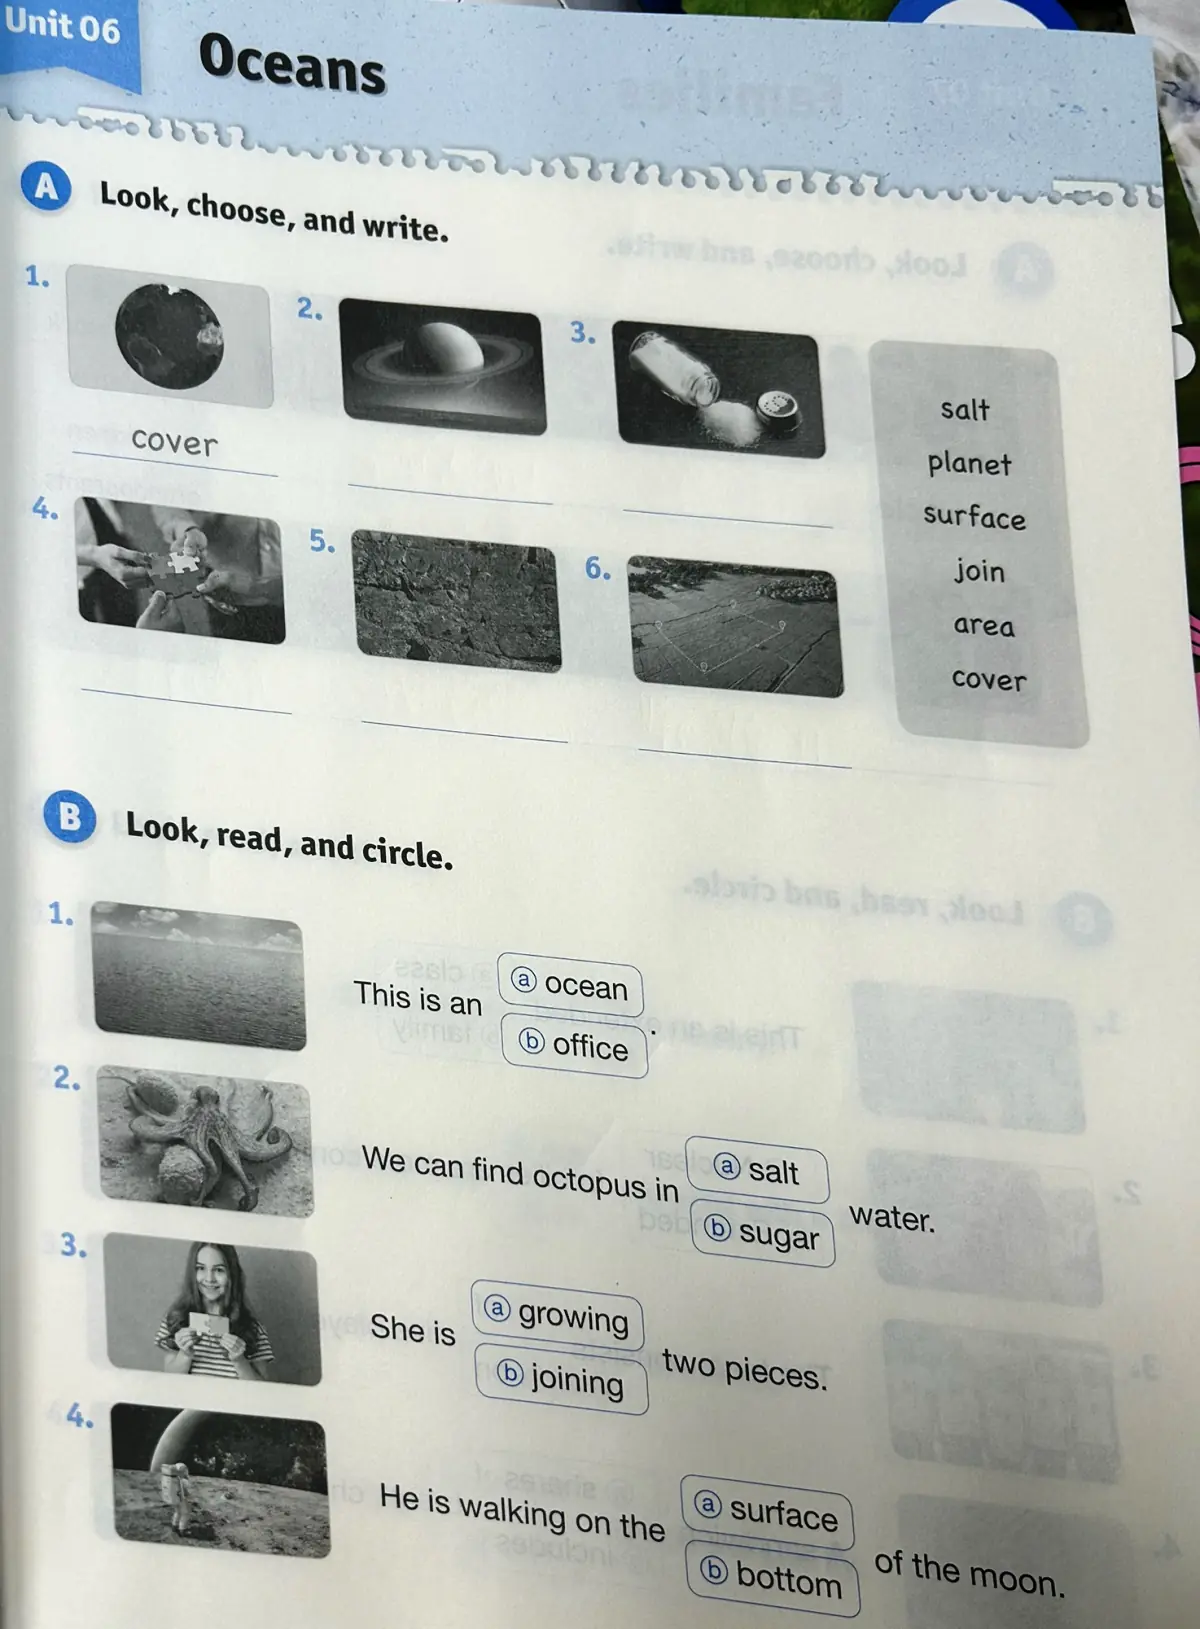 Unit 06
Oceans
A Look, choose, and write.
1.
2.
3.
cover
4.
5.
6.
salt
planet
surface
join
area
cover
B Look, read, and circle.
1.
This is an
a ocean
b office
.
2.
We can find octopus in
a salt
b sugar
water.
3.
She is
a growing
b joining
two pieces.
4.
He is walking on the
a surface
b bottom
of the moon.